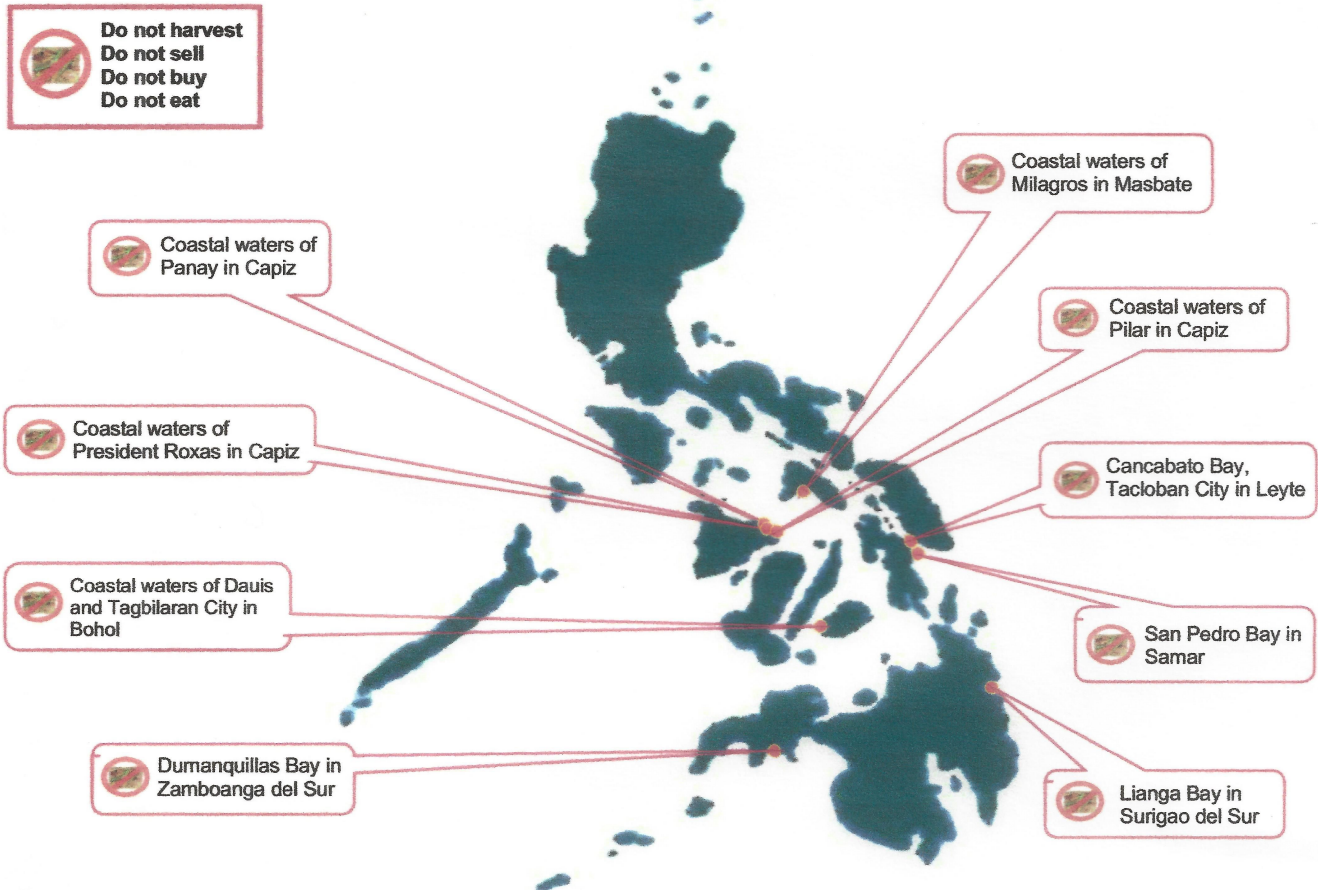 Do not harvest
Do not sell
Do not buy
Do not eat
Coastal waters of
Milagros in Masbate
Coastal waters of
Panay in Capiz
Coastal waters of
Pilar in Capiz
Coastal waters of
President Roxas in Capiz
Cancabato Bay,
Tacloban City in Leyte
Coastal waters of Dauis
and Tagbilaran City in
Bohol
San Pedro Bay in
Samar
Dumanquillas Bay in
Zamboanga del Sur
Lianga Bay in
Surigao del Sur